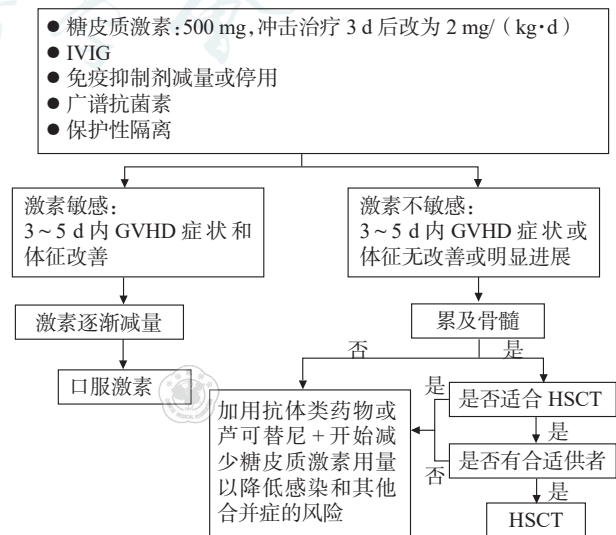 ● 糖皮质激素：500 mg，冲击治疗 3 d 后改为 2 mg/（kg·d）
● IVIG
● 免疫抑制剂减量或停用
● 广谱抗菌素
● 保护性隔离
激素敏感：
3~5 d 内 GVHD 症状和
体征改善
激素不敏感：
3~5 d 内 GVHD 症状或
体征无改善或明显进展
激素逐渐减量
累及骨髓
否
是
口服激素
加用抗体类药物或
芦可替尼 + 开始减
少糖皮质激素用量
以降低感染和其他
合并症的风险
是
是否适合 HSCT
是
否
是否有合适供者
是
HSCT